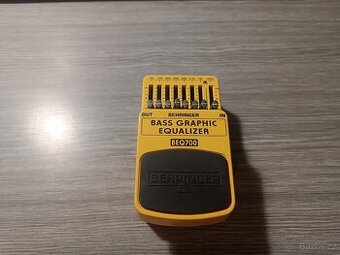 OUT BEHRINGER IN
BASS GRAPHIC
EQUALIZER
BEQ700
BEHRINGER